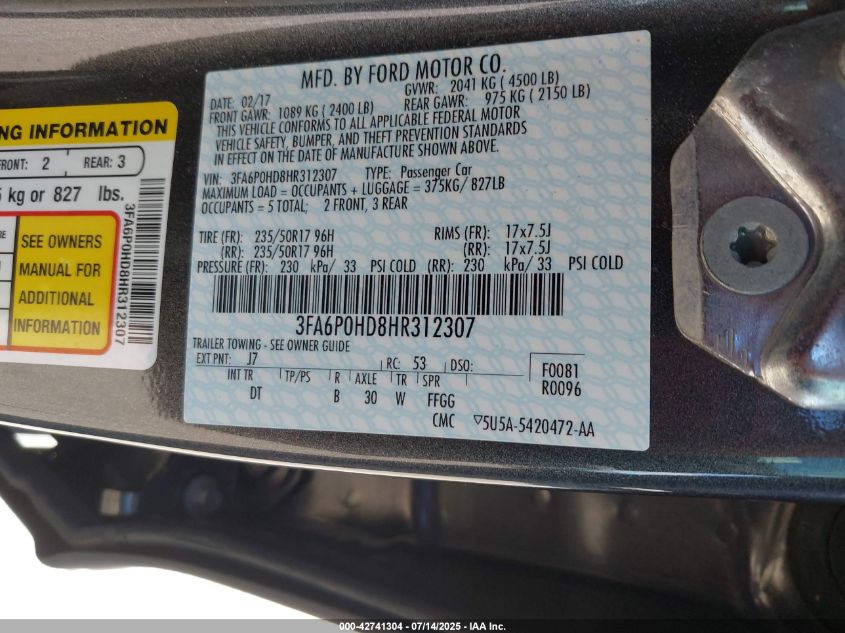 MFD. BY FORD MOTOR CO.
DATE: 02/17 GVWR: 2041 KG ( 4500 LB)
FRONT GAWR: 1089 KG ( 2400 LB) REAR GAWR: 975 KG ( 2150 LB)
THIS VEHICLE CONFORMS TO ALL APPLICABLE FEDERAL MOTOR
VEHICLE SAFETY, BUMPER, AND THEFT PREVENTION STANDARDS
IN EFFECT ON THE DATE OF MANUFACTURE SHOWN ABOVE.
VIN: 3FA6P0HD8HR312307 TYPE: Passenger Car
MAXIMUM LOAD = OCCUPANTS + LUGGAGE = 375KG/ 827LB
OCCUPANTS = 5 TOTAL; 2 FRONT, 3 REAR
TIRE (FR): 235/50R17 96H RIMS (FR): 17x7.5J
(RR): 235/50R17 96H (RR): 17x7.5J
PRESSURE (FR): 230 kPa/ 33 PSI COLD (RR): 230 kPa/ 33 PSI COLD
3FA6P0HD8HR312307
TRAILER TOWING - SEE OWNER GUIDE
EXT PNT: J7 RC: 53 DSO:
INT TR TP/PS R AXLE TR SPR
DT B 30 W FFGG
F0081
R0096
CMC ▽5U5A-5420472-AA
NG INFORMATION
FRONT: 2 REAR: 3
kg or 827 lbs.
SEE OWNERS
MANUAL FOR
ADDITIONAL
INFORMATION
3FA6P0HD8HR312307
000-42741304 - 07/14/2025 - IAA Inc.